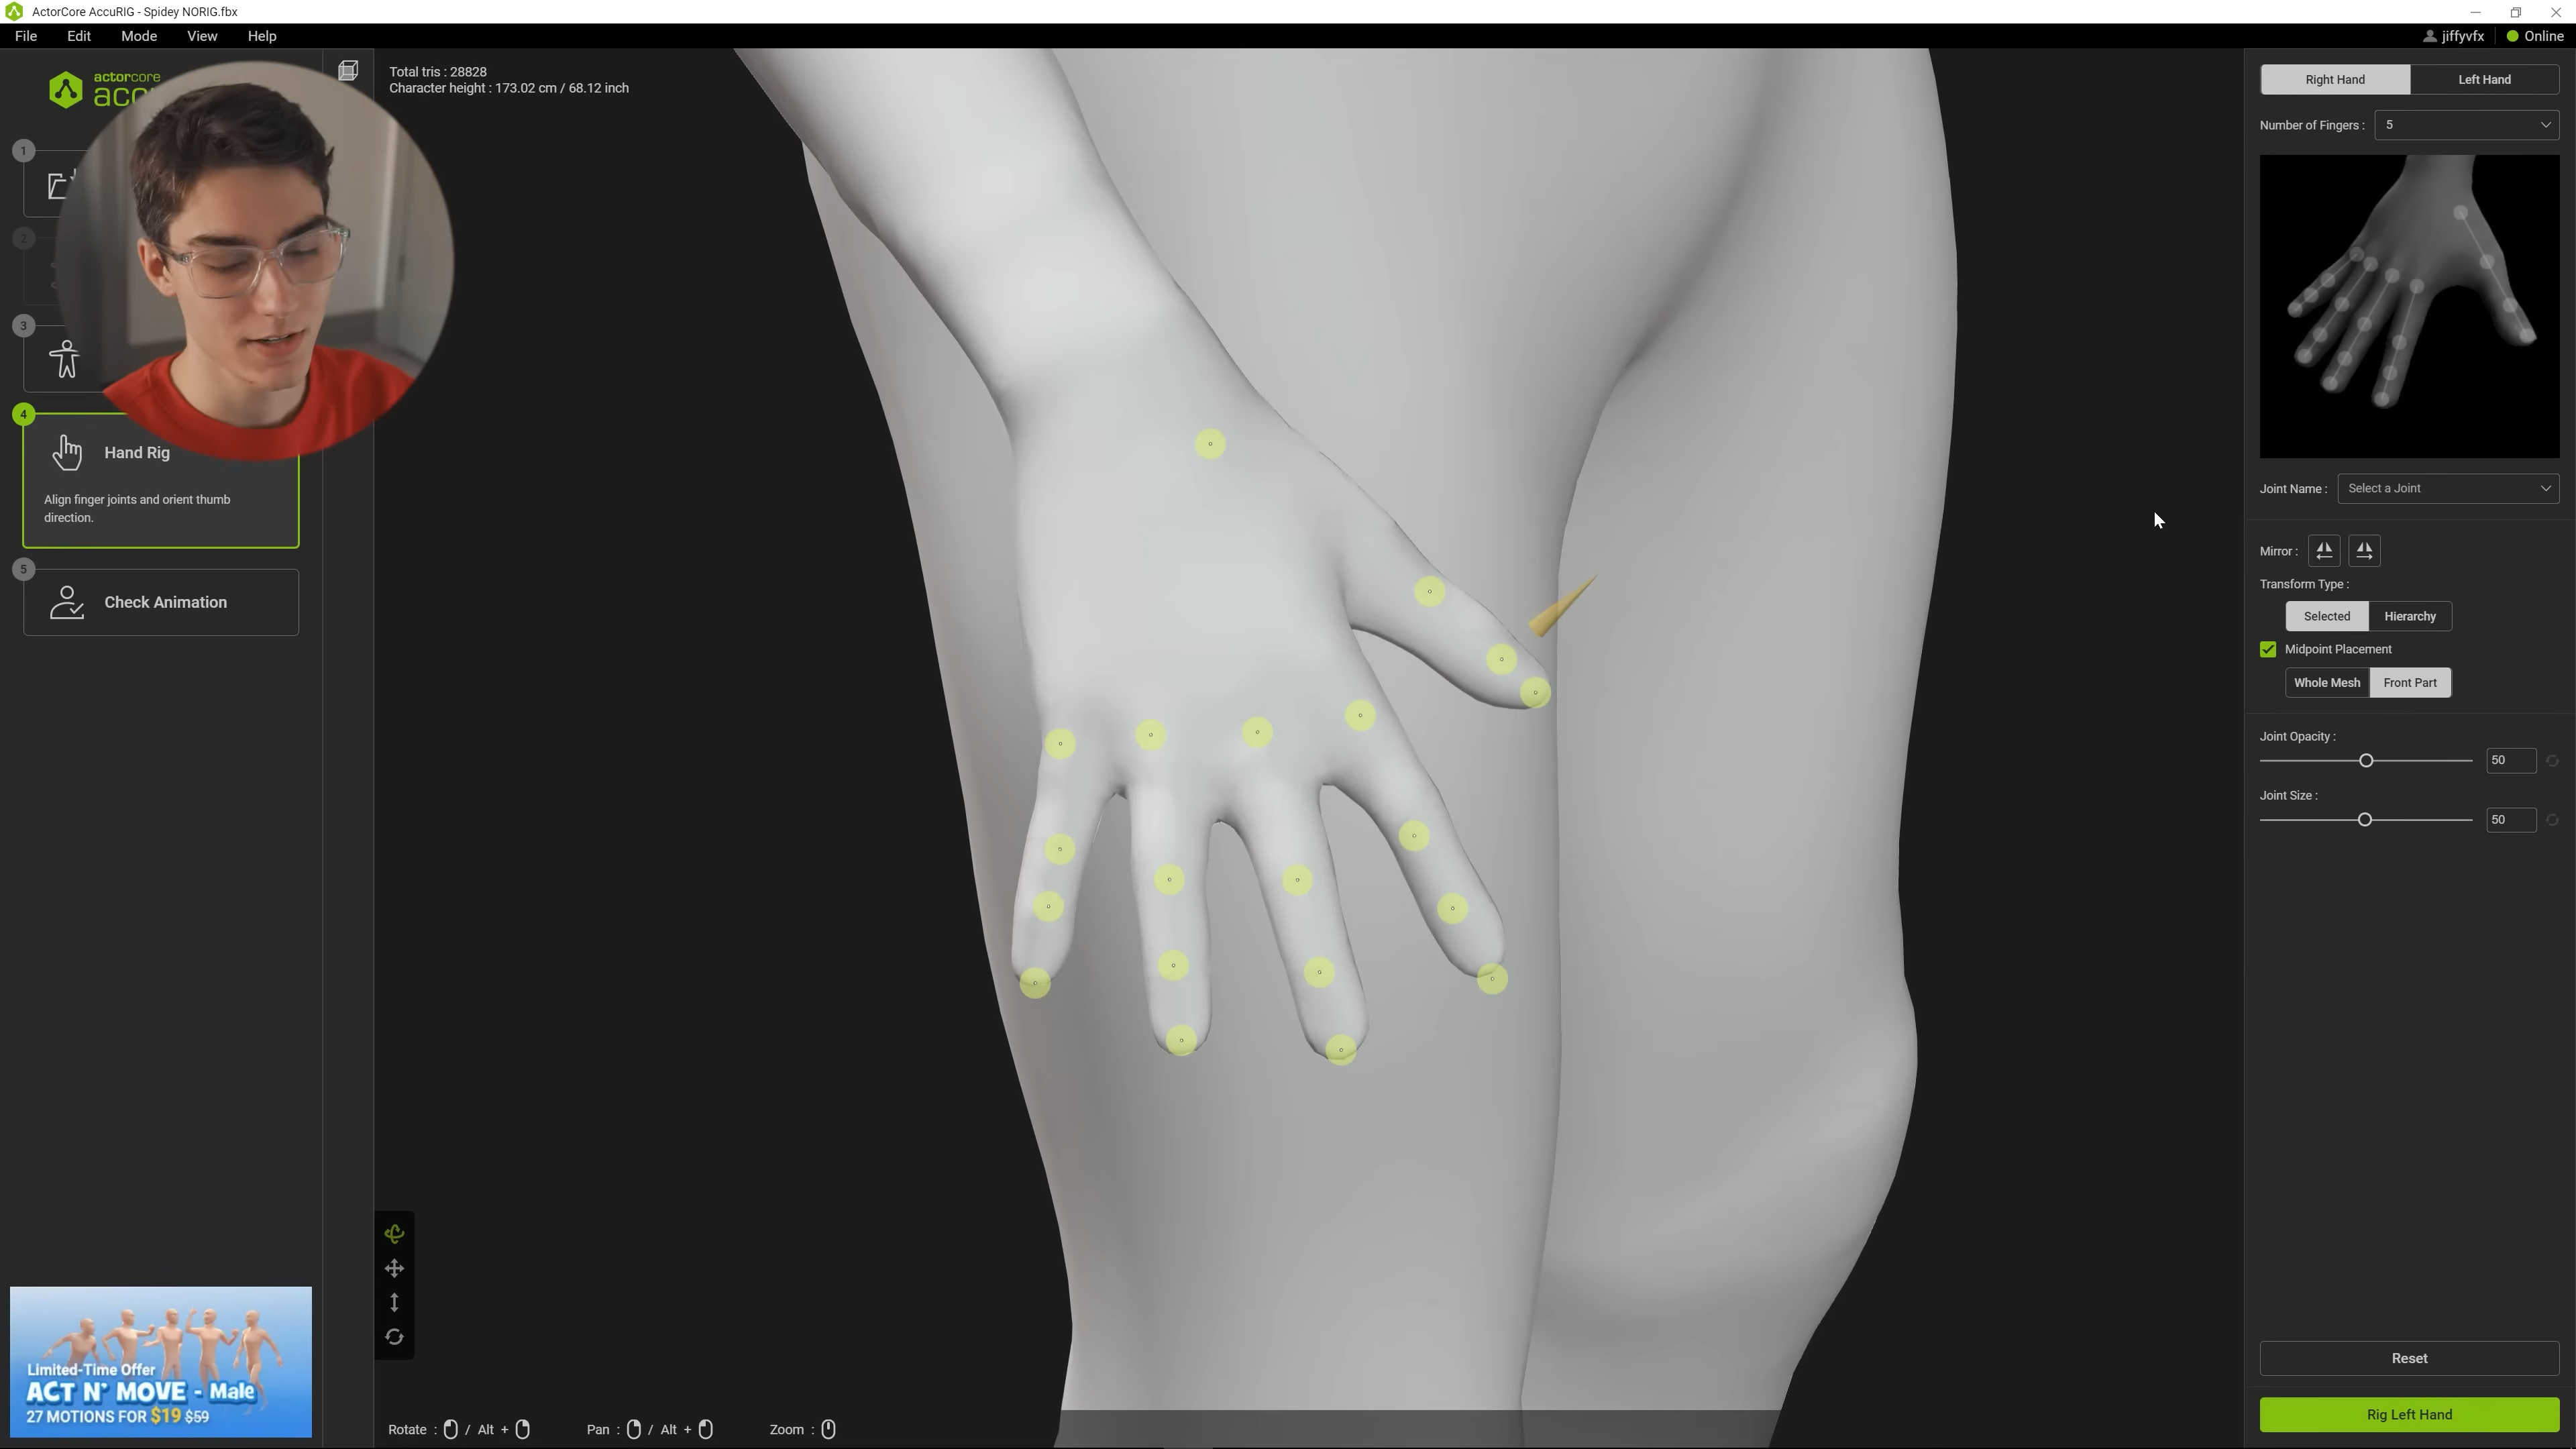 ActorCore AccuRIG - Spidey NORIG.fbx
File Edit Mode View Help
jiffyvfx Online
actorcore
Total tris : 28828
Character height : 173.02 cm / 68.12 inch
1
2
3
4
Hand Rig
Align finger joints and orient thumb
direction.
5
Check Animation
Limited-Time Offer
ACT N' MOVE - Male
27 MOTIONS FOR $19 $59
Rotate : / Alt + Pan : / Alt + Zoom :
Right Hand Left Hand
Number of Fingers : 5
Joint Name : Select a Joint
Mirror :
Transform Type :
Selected Hierarchy
Midpoint Placement
Whole Mesh Front Part
Joint Opacity :
50
Joint Size :
50
Reset
Rig Left Hand